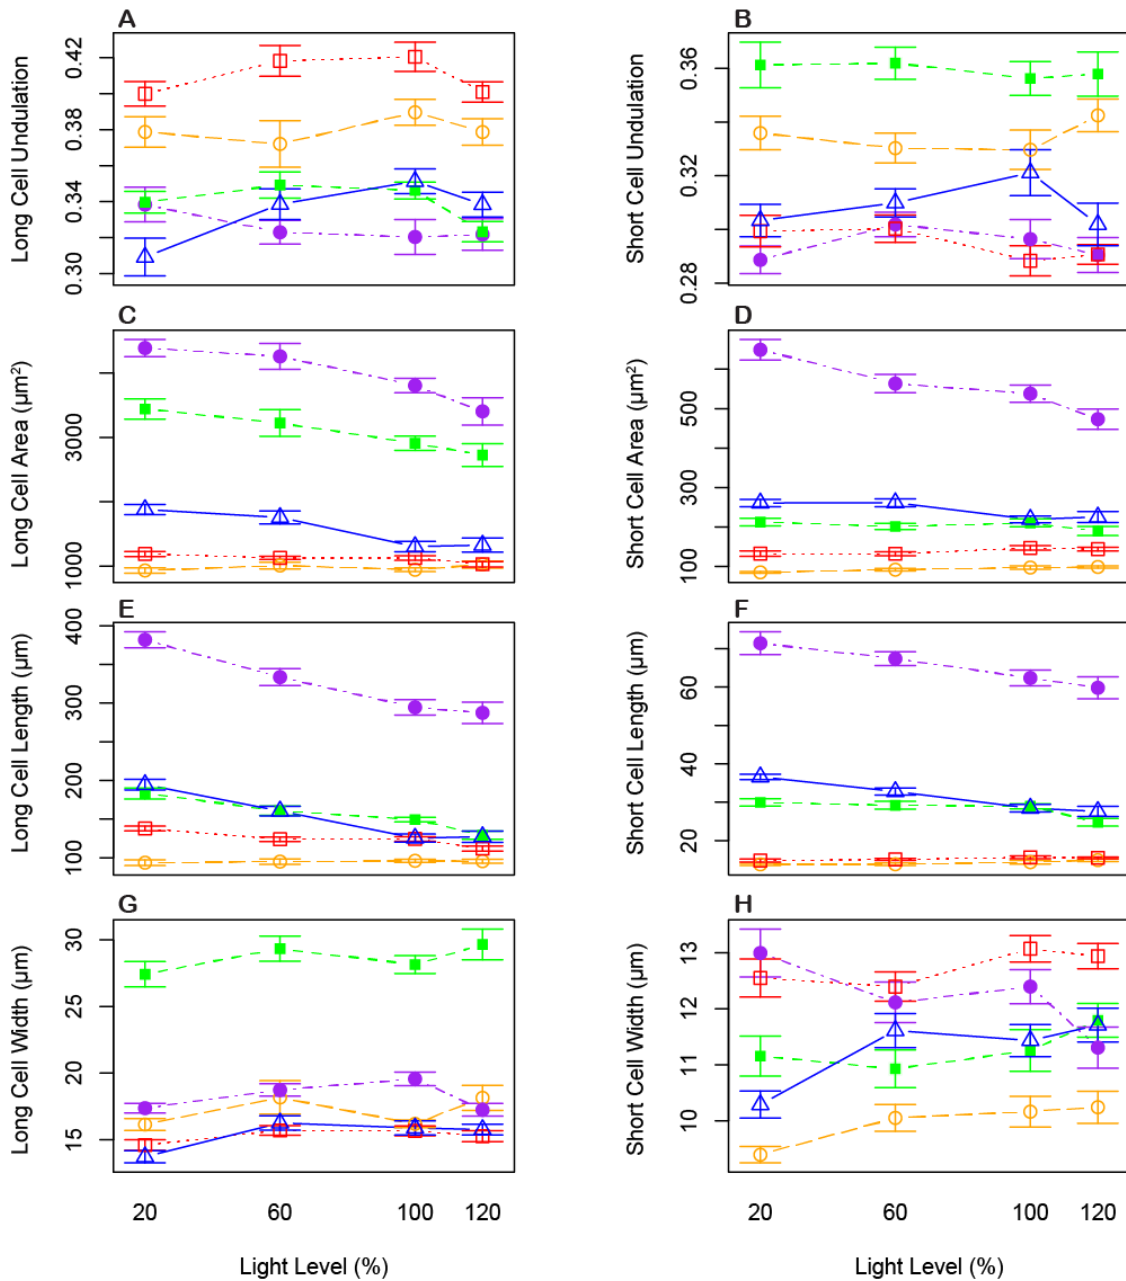 A
Long Cell Undulation
0.42
0.38
0.34
0.30
B
Short Cell Undulation
0.36
0.32
0.28
C
Long Cell Area (µm²)
3000
1000
D
Short Cell Area (µm²)
500
300
100
E
Long Cell Length (µm)
400
300
200
100
F
Short Cell Length (µm)
60
40
20
G
Long Cell Width (µm)
30
25
20
15
H
Short Cell Width (µm)
13
12
11
10
20 60 100 120
Light Level (%)
20 60 100 120
Light Level (%)